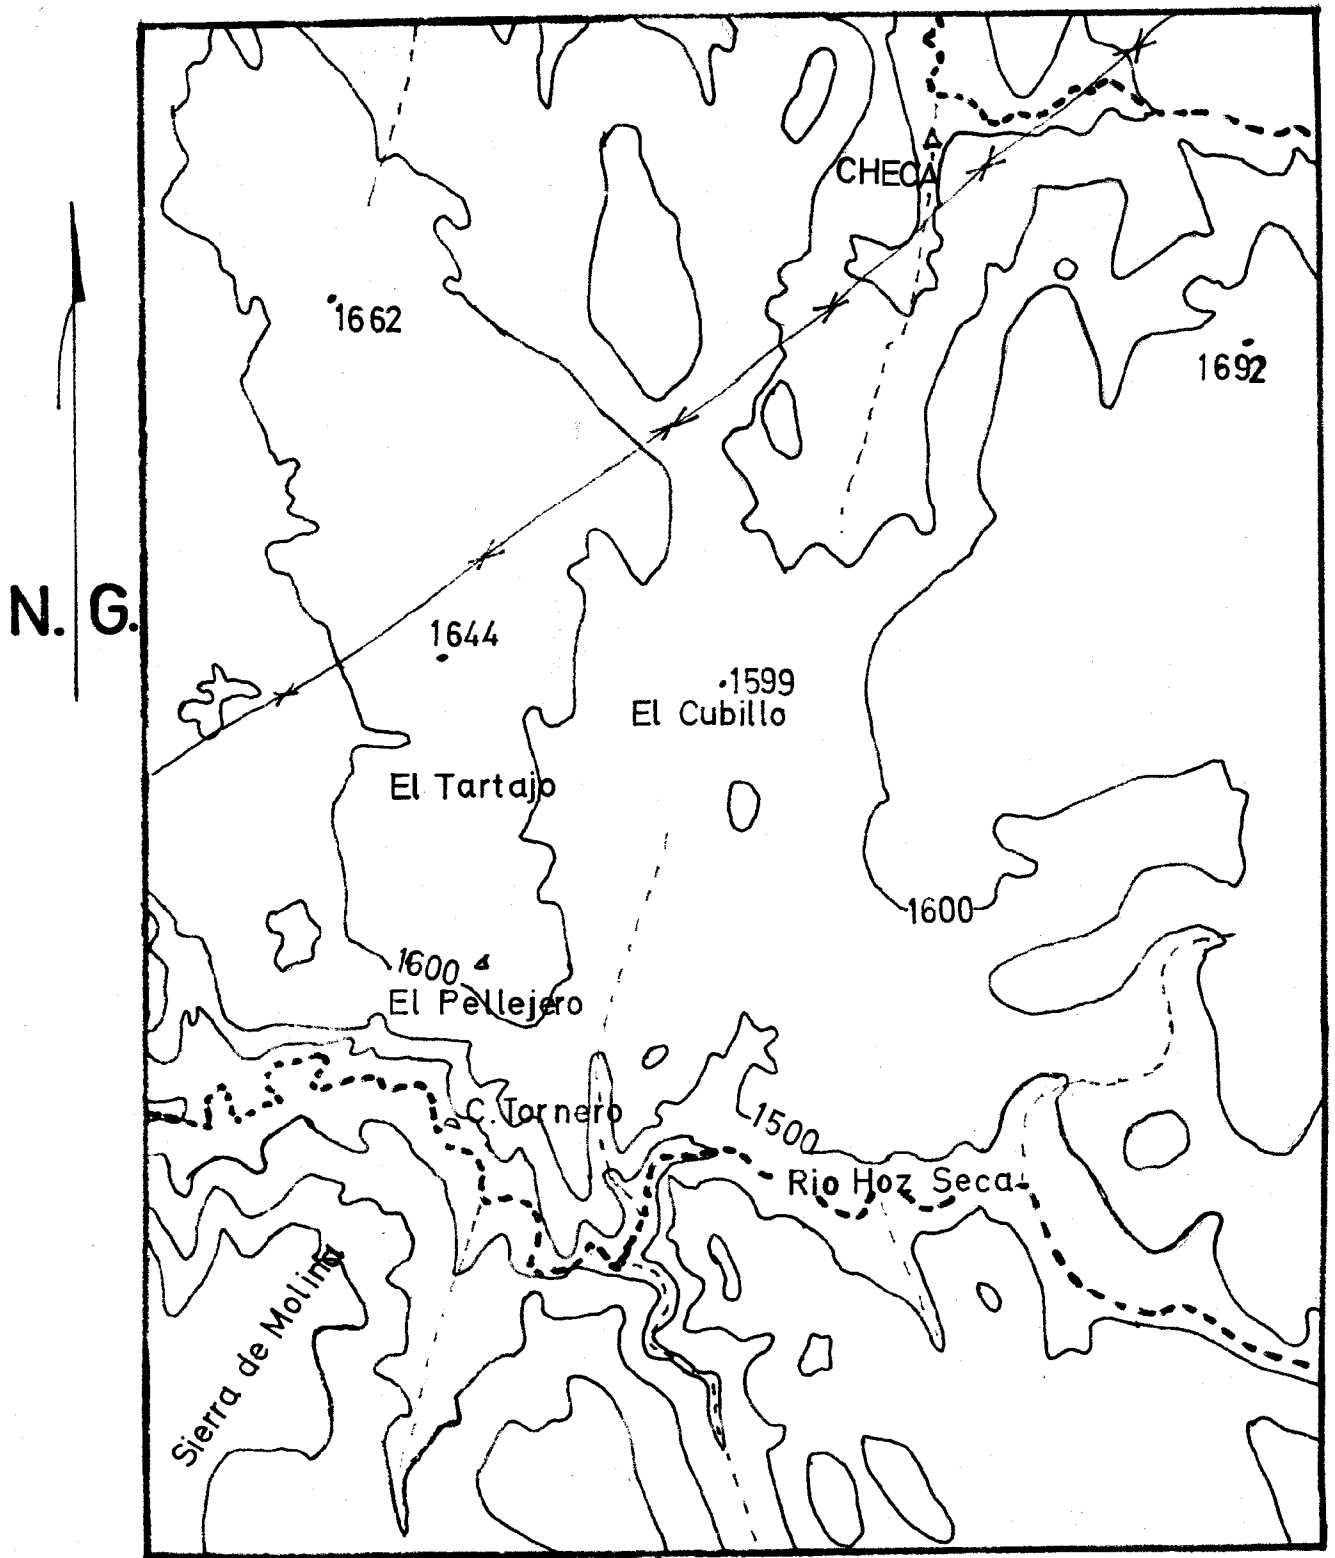 CHECA
1662
1692
N. G.
1644
1599
El Cubillo
El Tartajo
1600
1600
El Pellejero
C. Tornero
1500
Rio Hoz Seca
Sierra de Molina